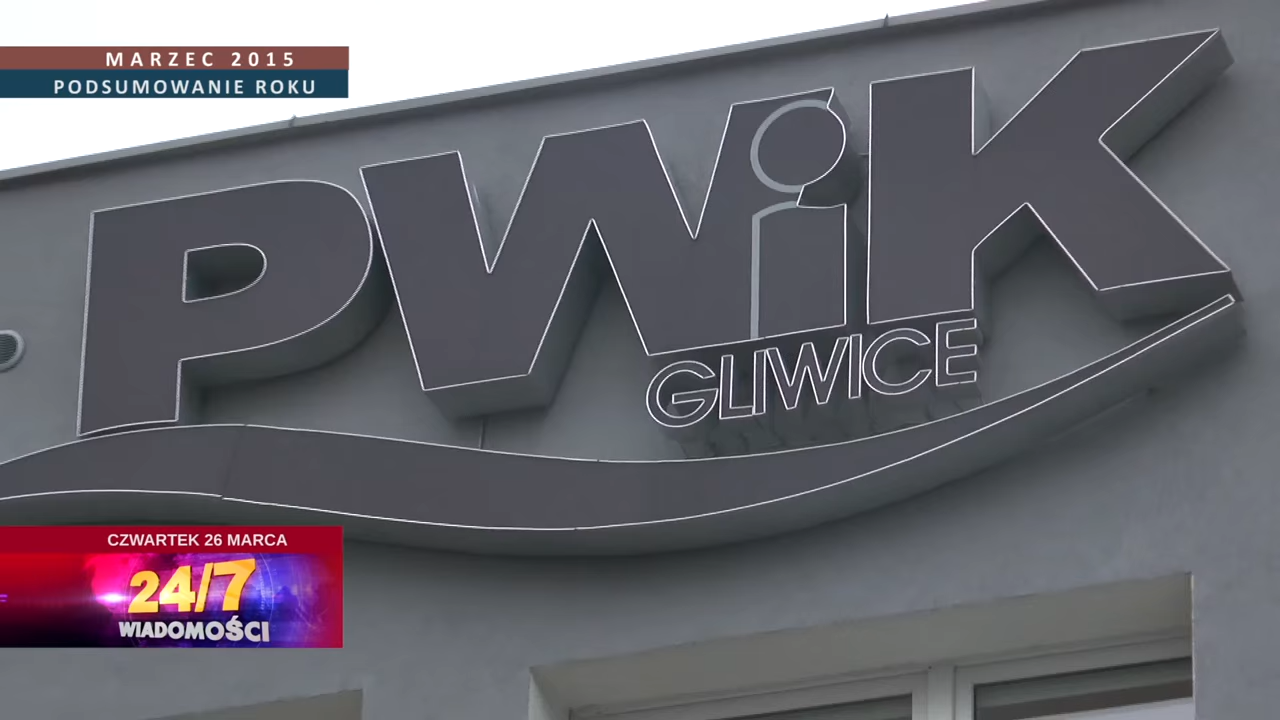 MARZEC 2015
PODSUMOWANIE ROKU
PWiK
GLIWICE
CZWARTEK 26 MARCA
24/7
WIADOMOŚCI